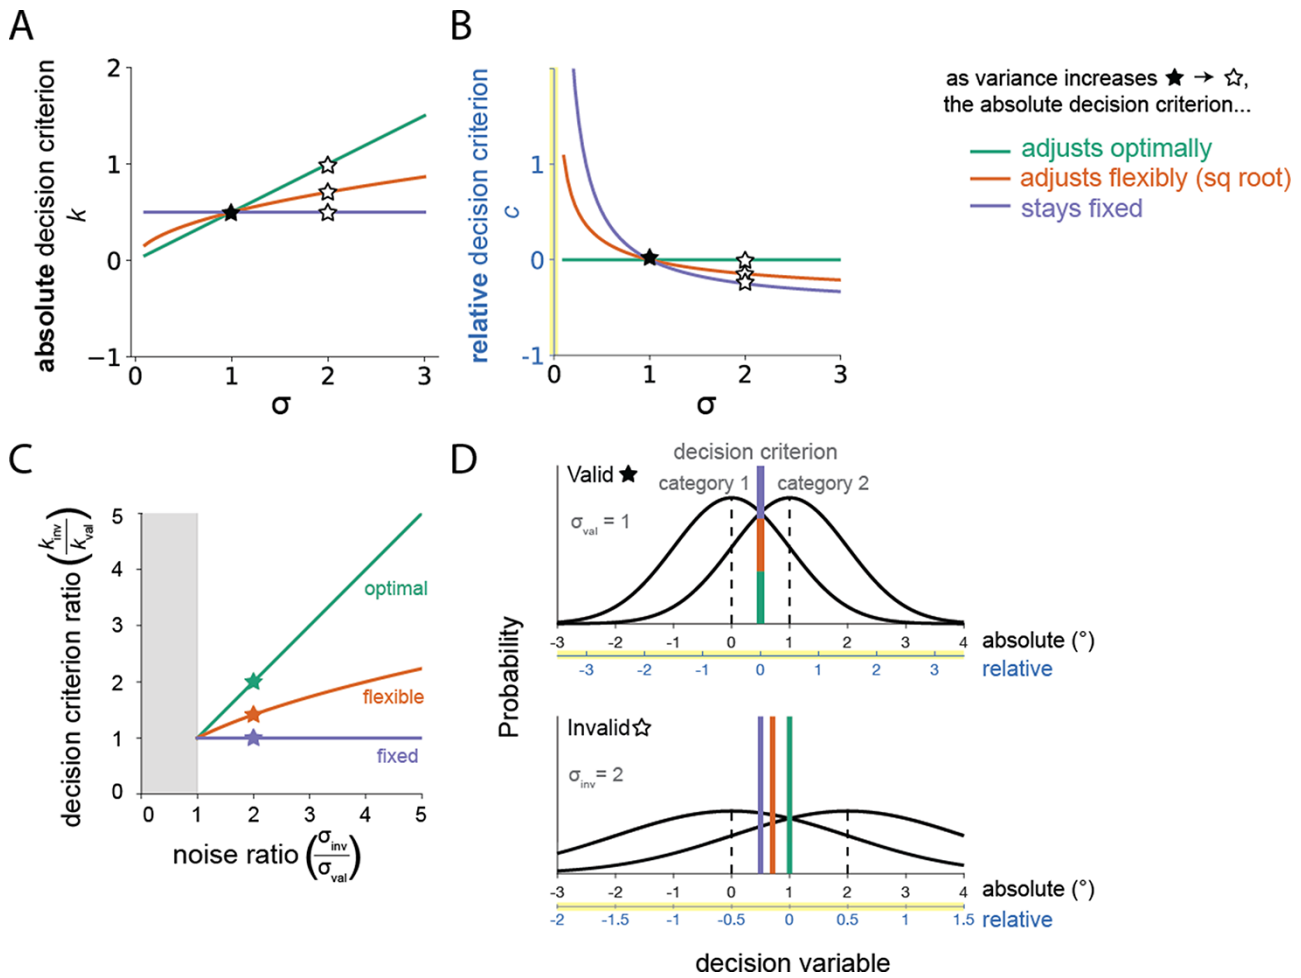 A
absolute decision criterion
k
2
1
0
−1
0 1 2 3
σ
B
relative decision criterion
c
1
0
-1
0 1 2 3
σ
as variance increases ★ → ☆,
the absolute decision criterion...
adjusts optimally
adjusts flexibly (sq root)
stays fixed
C
decision criterion ratio (k_inv/k_val)
5
4
3
2
1
0
optimal
flexible
fixed
0 1 2 3 4 5
noise ratio (σ_inv/σ_val)
D
decision criterion
Valid ★
category 1 category 2
σ_val = 1
Probability
-3 -2 -1 0 1 2 3 4 absolute (°)
-3 -2 -1 0 1 2 3 relative
Invalid ☆
σ_inv = 2
-3 -2 -1 0 1 2 3 4 absolute (°)
-2 -1.5 -1 -0.5 0 0.5 1 1.5 relative
decision variable